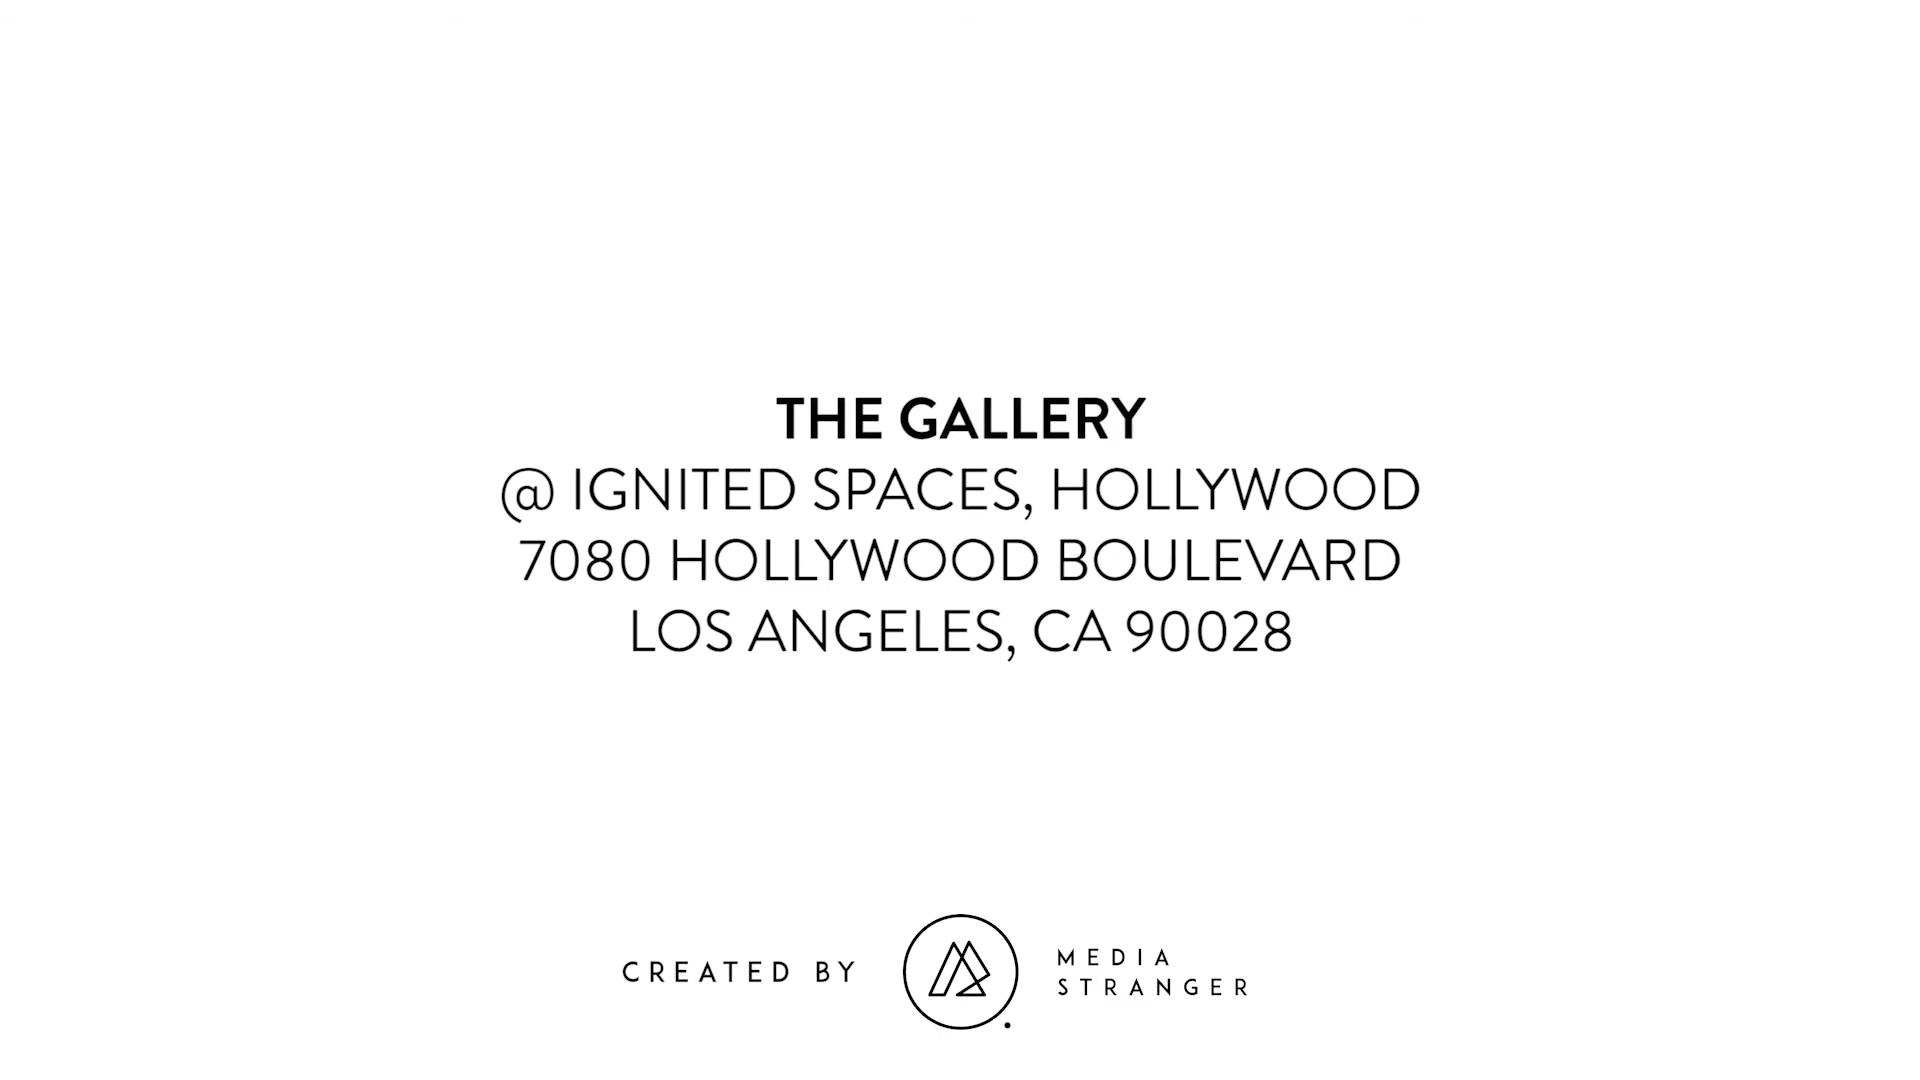 THE GALLERY
@ IGNITED SPACES, HOLLYWOOD
7080 HOLLYWOOD BOULEVARD
LOS ANGELES, CA 90028
CREATED BY
MEDIA
STRANGER